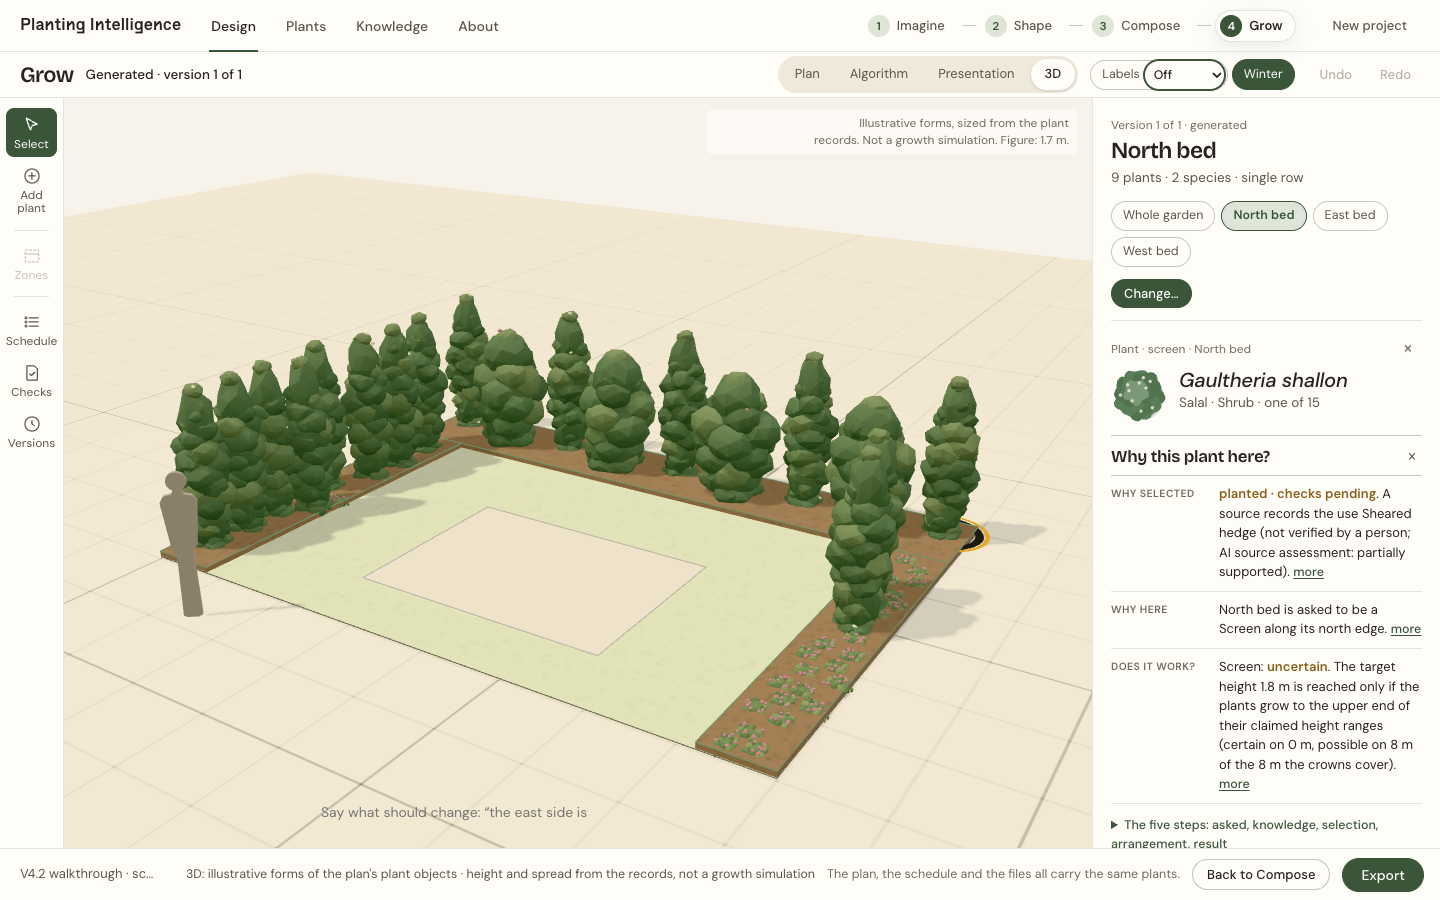 Planting Intelligence
Design
Plants
Knowledge
About
1 Imagine
2 Shape
3 Compose
4 Grow
New project
Grow
Generated · version 1 of 1
Plan
Algorithm
Presentation
3D
Labels
Off
Winter
Undo
Redo
Select
Add
plant
Zones
Schedule
Checks
Versions
Illustrative forms, sized from the plant
records. Not a growth simulation. Figure: 1.7 m.
Say what should change: “the east side is
Version 1 of 1 · generated
North bed
9 plants · 2 species · single row
Whole garden
North bed
East bed
West bed
Change…
Plant · screen · North bed
×
Gaultheria shallon
Salal · Shrub · one of 15
Why this plant here?
×
WHY SELECTED
planted · checks pending. A
source records the use Sheared
hedge (not verified by a person;
AI source assessment: partially
supported). more
WHY HERE
North bed is asked to be a
Screen along its north edge. more
DOES IT WORK?
Screen: uncertain. The target
height 1.8 m is reached only if the
plants grow to the upper end of
their claimed height ranges
(certain on 0 m, possible on 8 m
of the 8 m the crowns cover).
more
The five steps: asked, knowledge, selection,
arrangement, result
V4.2 walkthrough · sc…
3D: illustrative forms of the plan's plant objects · height and spread from the records, not a growth simulation
The plan, the schedule and the files all carry the same plants.
Back to Compose
Export